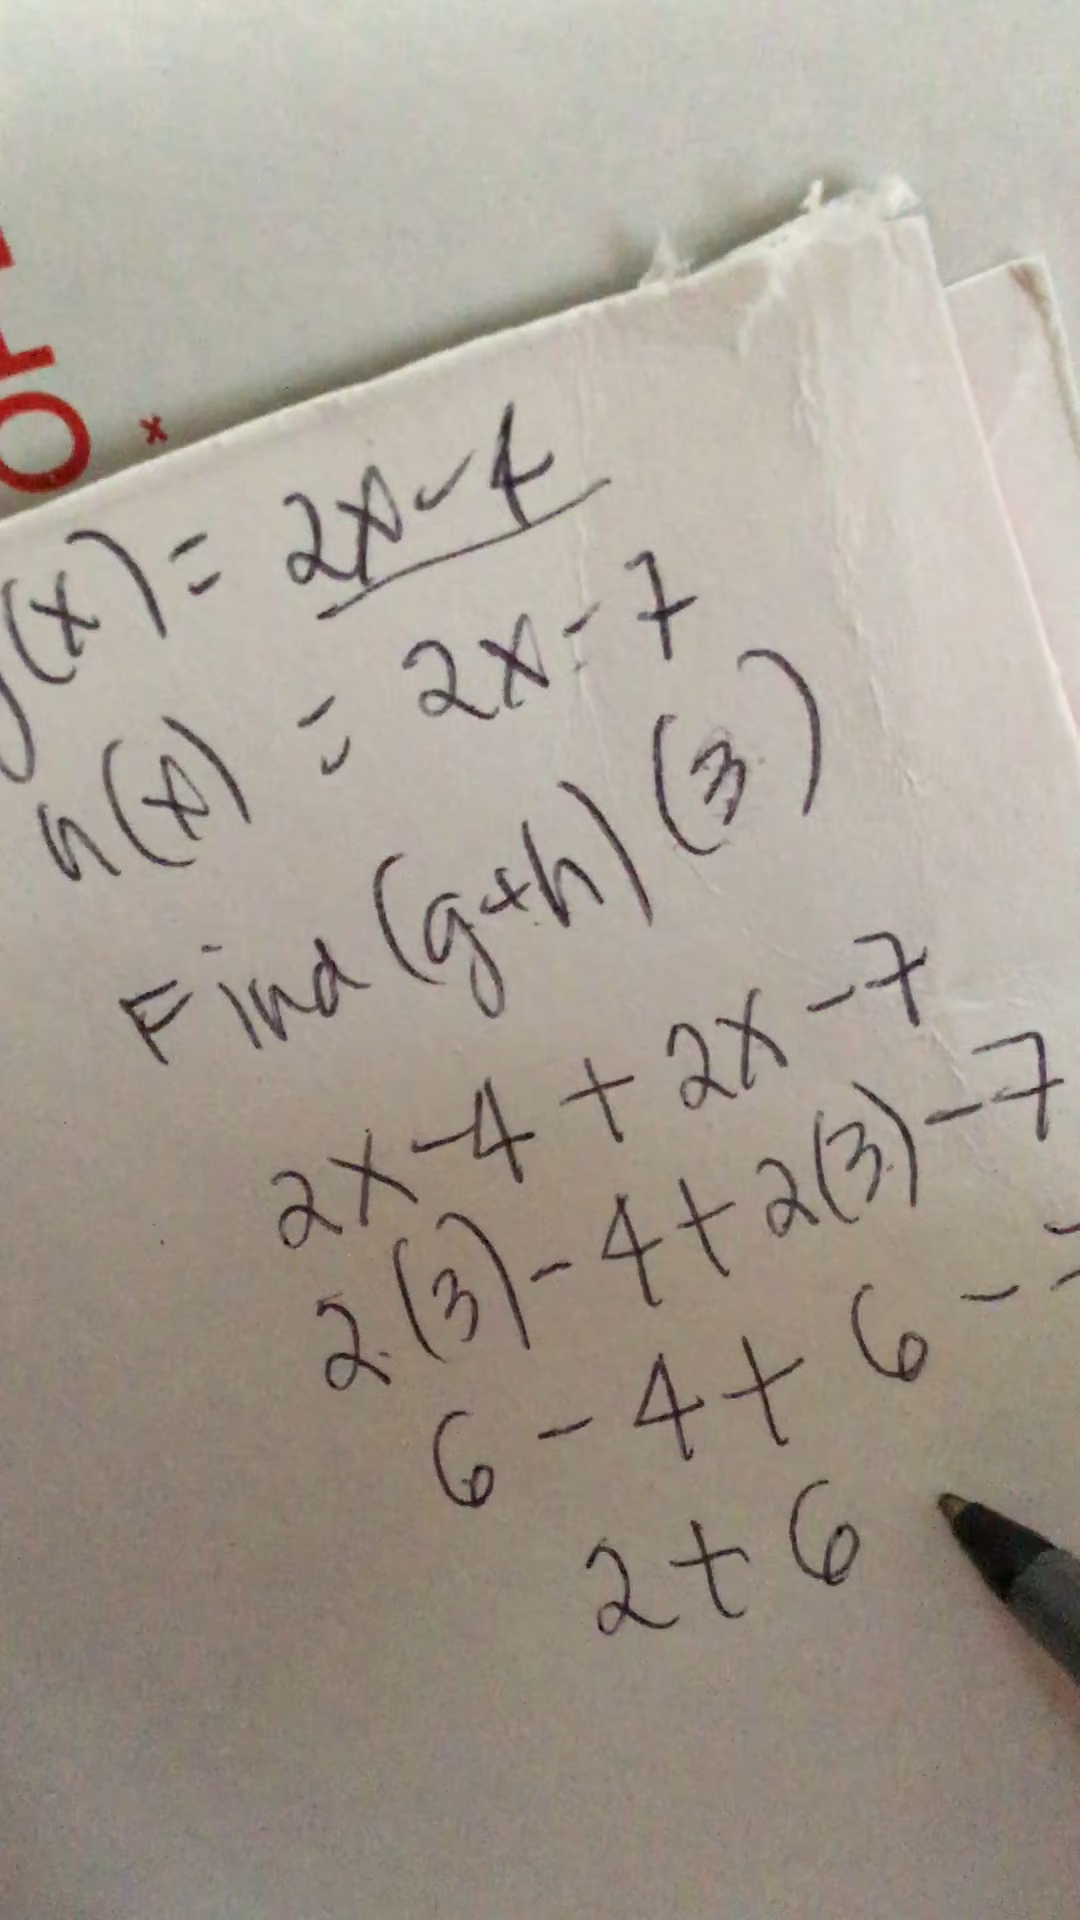 (x) = 2x - 4
h(x) = 2x - 7
Find (g+h) (3)
2x - 4 + 2x - 7
2(3) - 4 + 2(3) - 7
6 - 4 + 6 -
2 + 6